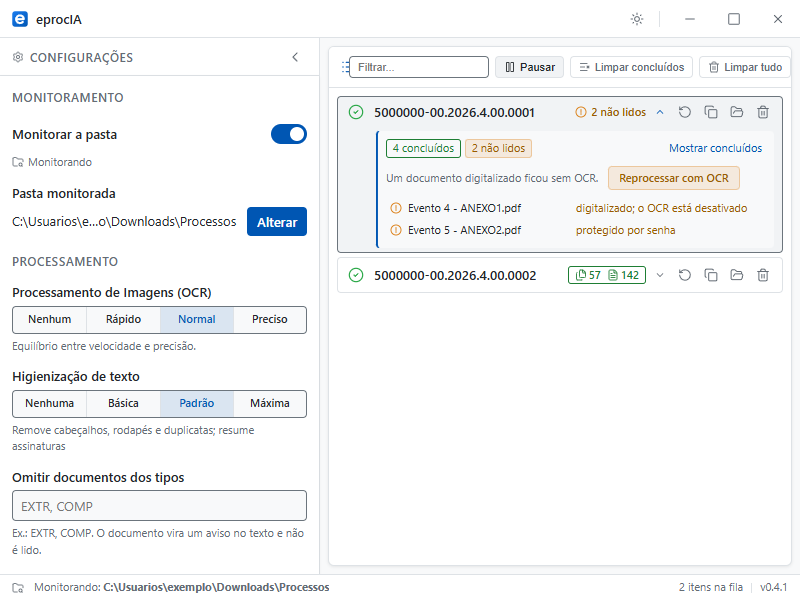 eprocIA
CONFIGURAÇÕES
MONITORAMENTO
Monitorar a pasta
Monitorando
Pasta monitorada
C:\Usuarios\e...o\Downloads\Processos
Alterar
PROCESSAMENTO
Processamento de Imagens (OCR)
Nenhum Rápido Normal Preciso
Equilíbrio entre velocidade e precisão.
Higienização de texto
Nenhuma Básica Padrão Máxima
Remove cabeçalhos, rodapés e duplicatas; resume
assinaturas
Omitir documentos dos tipos
EXTR, COMP
Ex.: EXTR, COMP. O documento vira um aviso no texto e não
é lido.
Filtrar... Pausar Limpar concluídos Limpar tudo
5000000-00.2026.4.00.0001 2 não lidos
4 concluídos 2 não lidos Mostrar concluídos
Um documento digitalizado ficou sem OCR. Reprocessar com OCR
Evento 4 - ANEXO1.pdf digitalizado; o OCR está desativado
Evento 5 - ANEXO2.pdf protegido por senha
5000000-00.2026.4.00.0002 57 142
Monitorando: C:\Usuarios\exemplo\Downloads\Processos 2 itens na fila v0.4.1